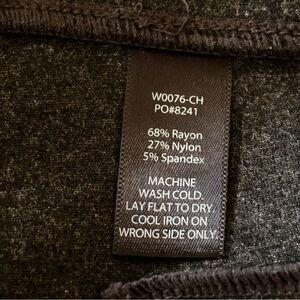 W0076-CH
PO#8241
68% Rayon
27% Nylon
5% Spandex
MACHINE
WASH COLD.
LAY FLAT TO DRY.
COOL IRON ON
WRONG SIDE ONLY.